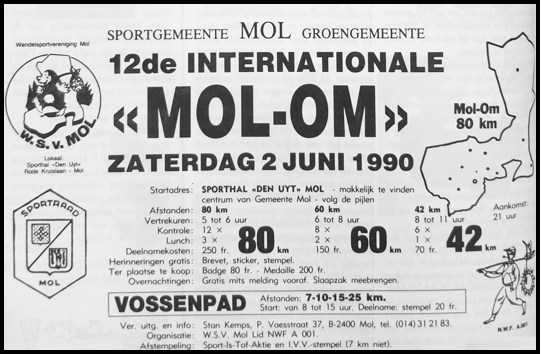 SPORTGEMEENTE MOL GROENGEMEENTE
Wandelsportvereniging Mol
12de INTERNATIONALE
«MOL-OM»
Mol-Om
80 km
W.S.V. MOL
Lokaal:
Sporthal «Den Uyt»
Rode Kruislaan - Mol
ZATERDAG 2 JUNI 1990
Startadres: SPORTHAL «DEN UYT» MOL - makkelijk te vinden
centrum van Gemeente Mol - volg de pijlen
Afstanden: 80 km 60 km 42 km
Vertrekuren: 5 tot 6 uur 6 tot 8 uur 8 tot 11 uur
Aankomst:
21 uur
Kontrole: 12 × 8 × 6 ×
Lunch: 3 × 2 × 1 ×
80 km 60 km 42 km
Deelnamekosten: 250 fr. 150 fr. 70 fr.
Herinneringen gratis: Brevet, sticker, stempel.
Ter plaatse te koop: Badge 80 fr. - Medaille 200 fr.
Overnachtingen: Gratis mits melding vooraf. Slaapzak meebrengen.
SPORTRAAD
MOL
VOSSENPAD
Afstanden: 7-10-15-25 km.
Start: van 8 tot 15 uur. Deelname: stempel 20 fr.
N.W.F. A.001
Ver. uitg. en info: Stan Kemps, P. Vaesstraat 37, B-2400 Mol, tel. (014) 31 21 83.
Organisatie: W.S.V. Mol Lid NWF A 001.
Afstempeling: Sport-Is-Tof-Aktie en I.V.V.-stempel (7 km niet).